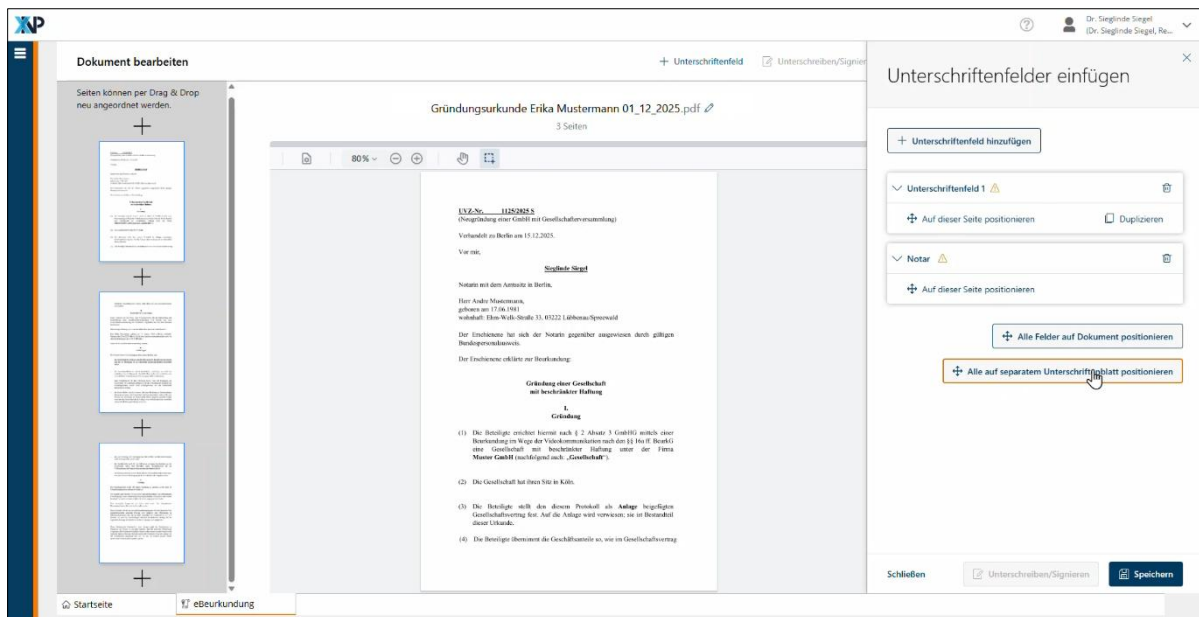 XNP
Dr. Sieglinde Siegel
(Dr. Sieglinde Siegel, Re...
Dokument bearbeiten
+ Unterschriftenfeld
Unterschreiben/Signier
Seiten können per Drag & Drop
neu angeordnet werden.
Gründungsurkunde Erika Mustermann 01_12_2025.pdf
3 Seiten
80%
UVZ-Nr. 1125/2025 S
(Neugründung einer GmbH mit Gesellschafterversammlung)
Verhandelt zu Berlin am 15.12.2025.
Vor mir,
Sieglinde Siegel
Notarin mit dem Amtssitz in Berlin,
Herr Andre Mustermann,
geboren am 17.06.1981
wohnhaft: Ehm-Welk-Straße 33, 03222 Lübbenau/Spreewald
Der Erschienene hat sich der Notarin gegenüber ausgewiesen durch gültigen
Bundespersonalausweis.
Der Erschienene erklärte zur Beurkundung:
Gründung einer Gesellschaft
mit beschränkter Haftung
I.
Gründung
(1) Die Beteiligte errichtet hiermit nach § 2 Absatz 3 GmbHG mittels einer
Beurkundung im Wege der Videokommunikation nach den §§ 16a ff. BeurkG
eine Gesellschaft mit beschränkter Haftung unter der Firma
Muster GmbH (nachfolgend auch: „Gesellschaft“).
(2) Die Gesellschaft hat ihren Sitz in Köln.
(3) Die Beteiligte stellt den diesem Protokoll als Anlage beigefügten
Gesellschaftsvertrag fest. Auf die Anlage wird verwiesen; sie ist Bestandteil
dieser Urkunde.
(4) Die Beteiligte übernimmt die Geschäftsanteile so, wie im Gesellschaftsvertrag
Unterschriftenfelder einfügen
+ Unterschriftenfeld hinzufügen
Unterschriftenfeld 1
Auf dieser Seite positionieren
Duplizieren
Notar
Auf dieser Seite positionieren
Alle Felder auf Dokument positionieren
Alle auf separatem Unterschriftenblatt positionieren
Schließen
Unterschreiben/Signieren
Speichern
Startseite
eBeurkundung